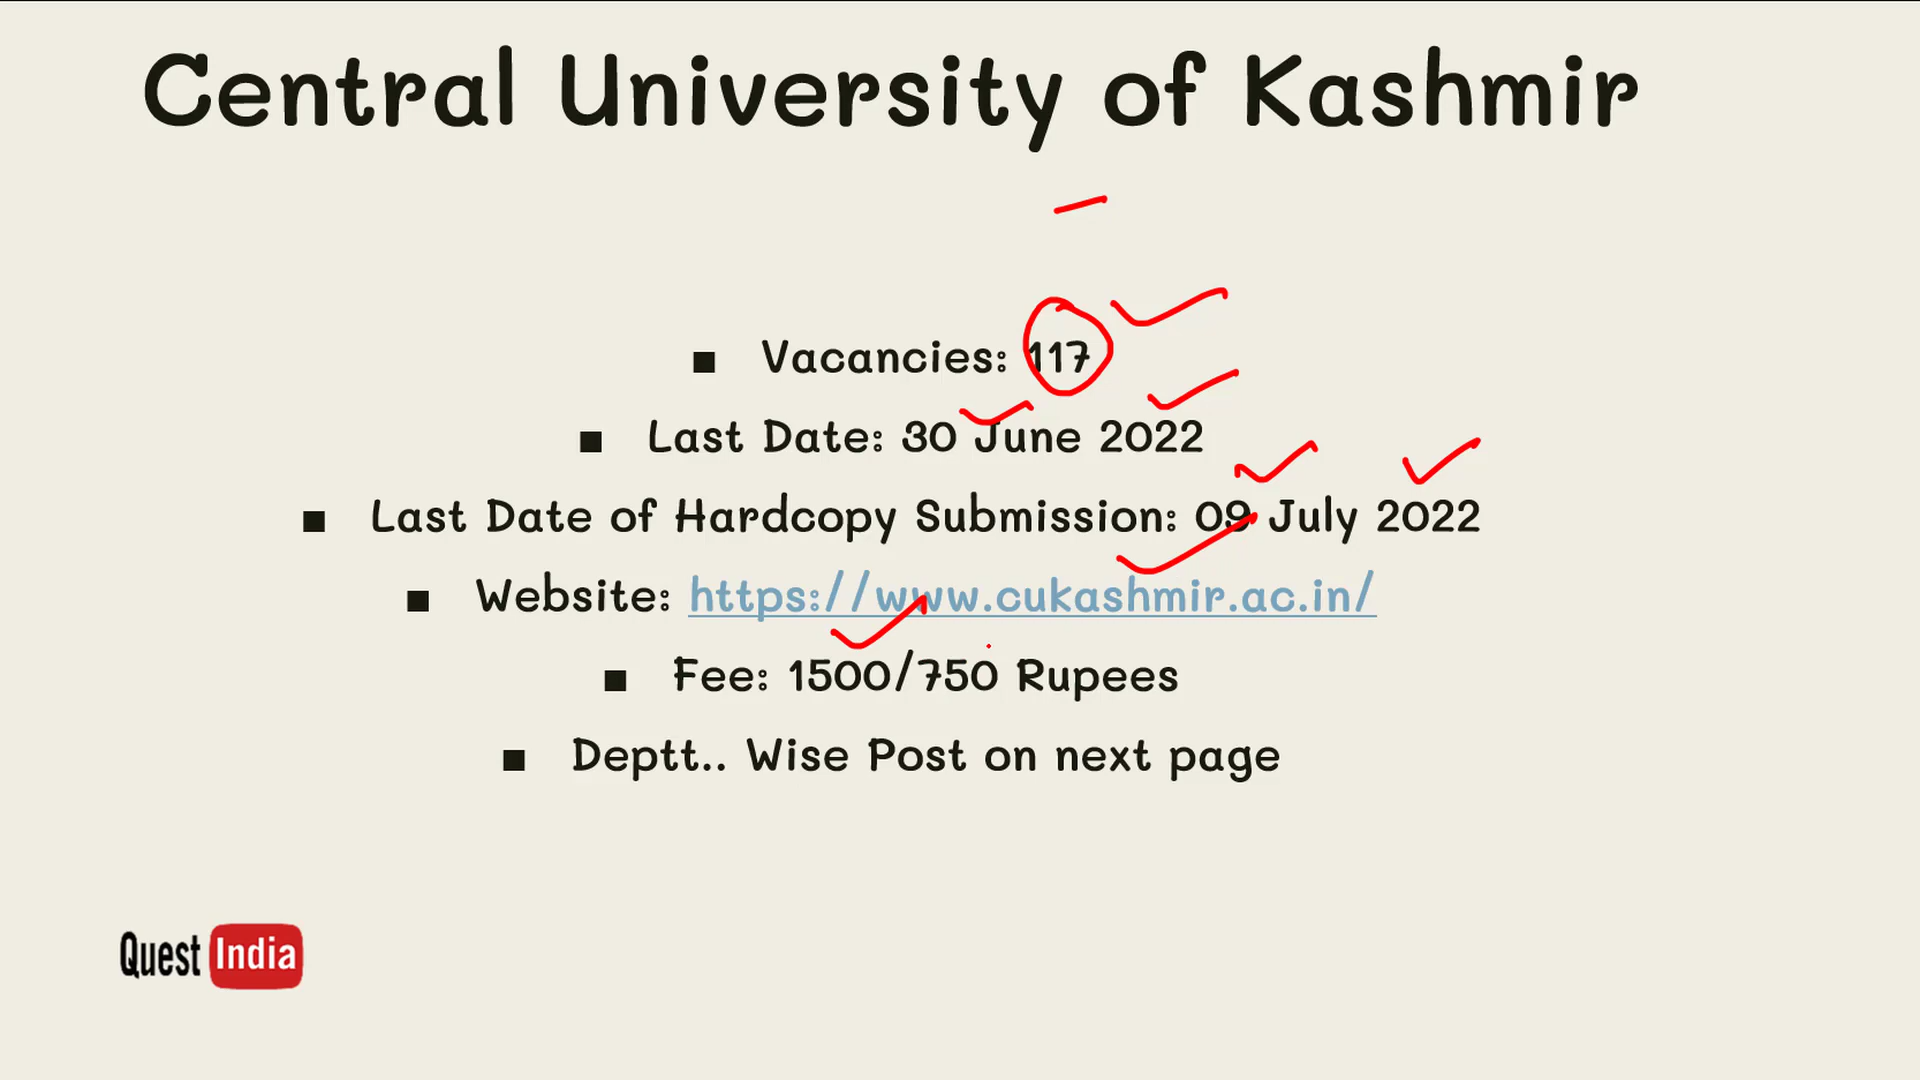 Central University of Kashmir
▪ Vacancies: 117
▪ Last Date: 30 June 2022
▪ Last Date of Hardcopy Submission: 09 July 2022
▪ Website: https://www.cukashmir.ac.in/
▪ Fee: 1500/750 Rupees
▪ Deptt.. Wise Post on next page
Quest India